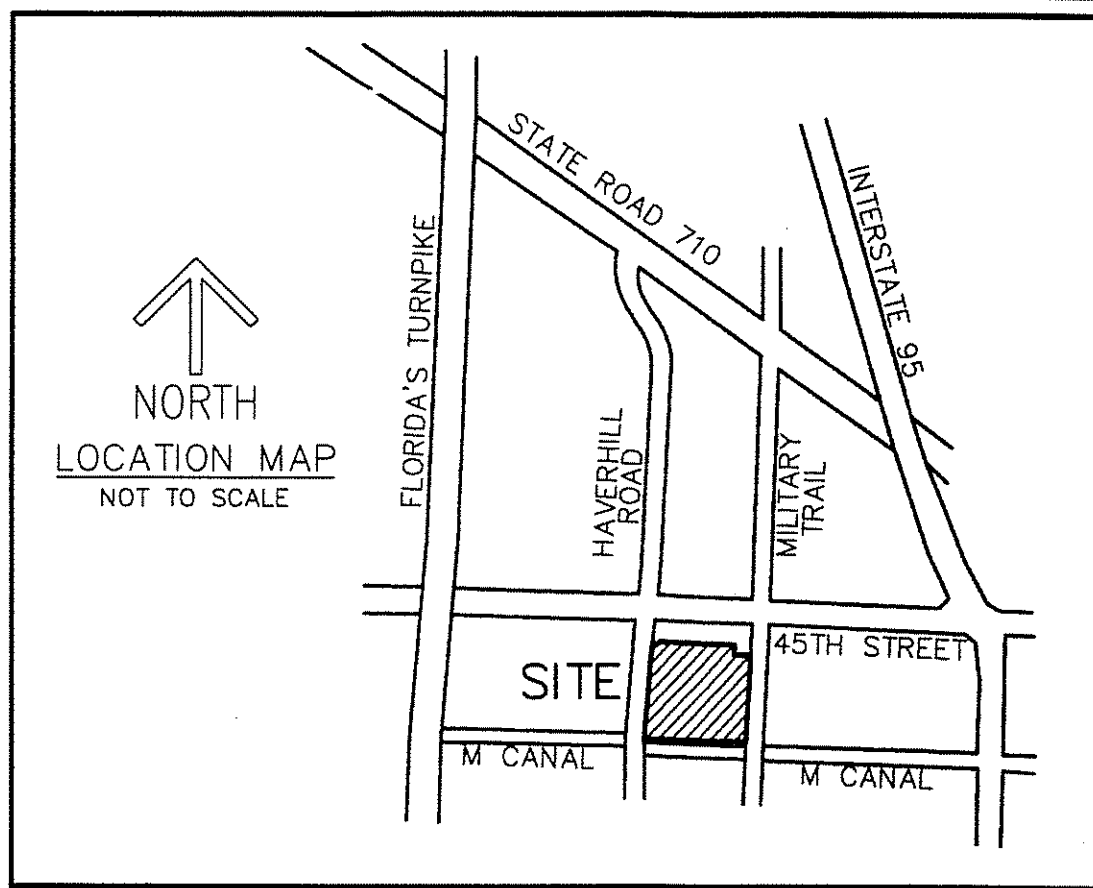 STATE ROAD 710
INTERSTATE 95
FLORIDA'S TURNPIKE
NORTH
LOCATION MAP
NOT TO SCALE
HAVERHILL
ROAD
MILITARY
TRAIL
45TH STREET
SITE
M CANAL
M CANAL